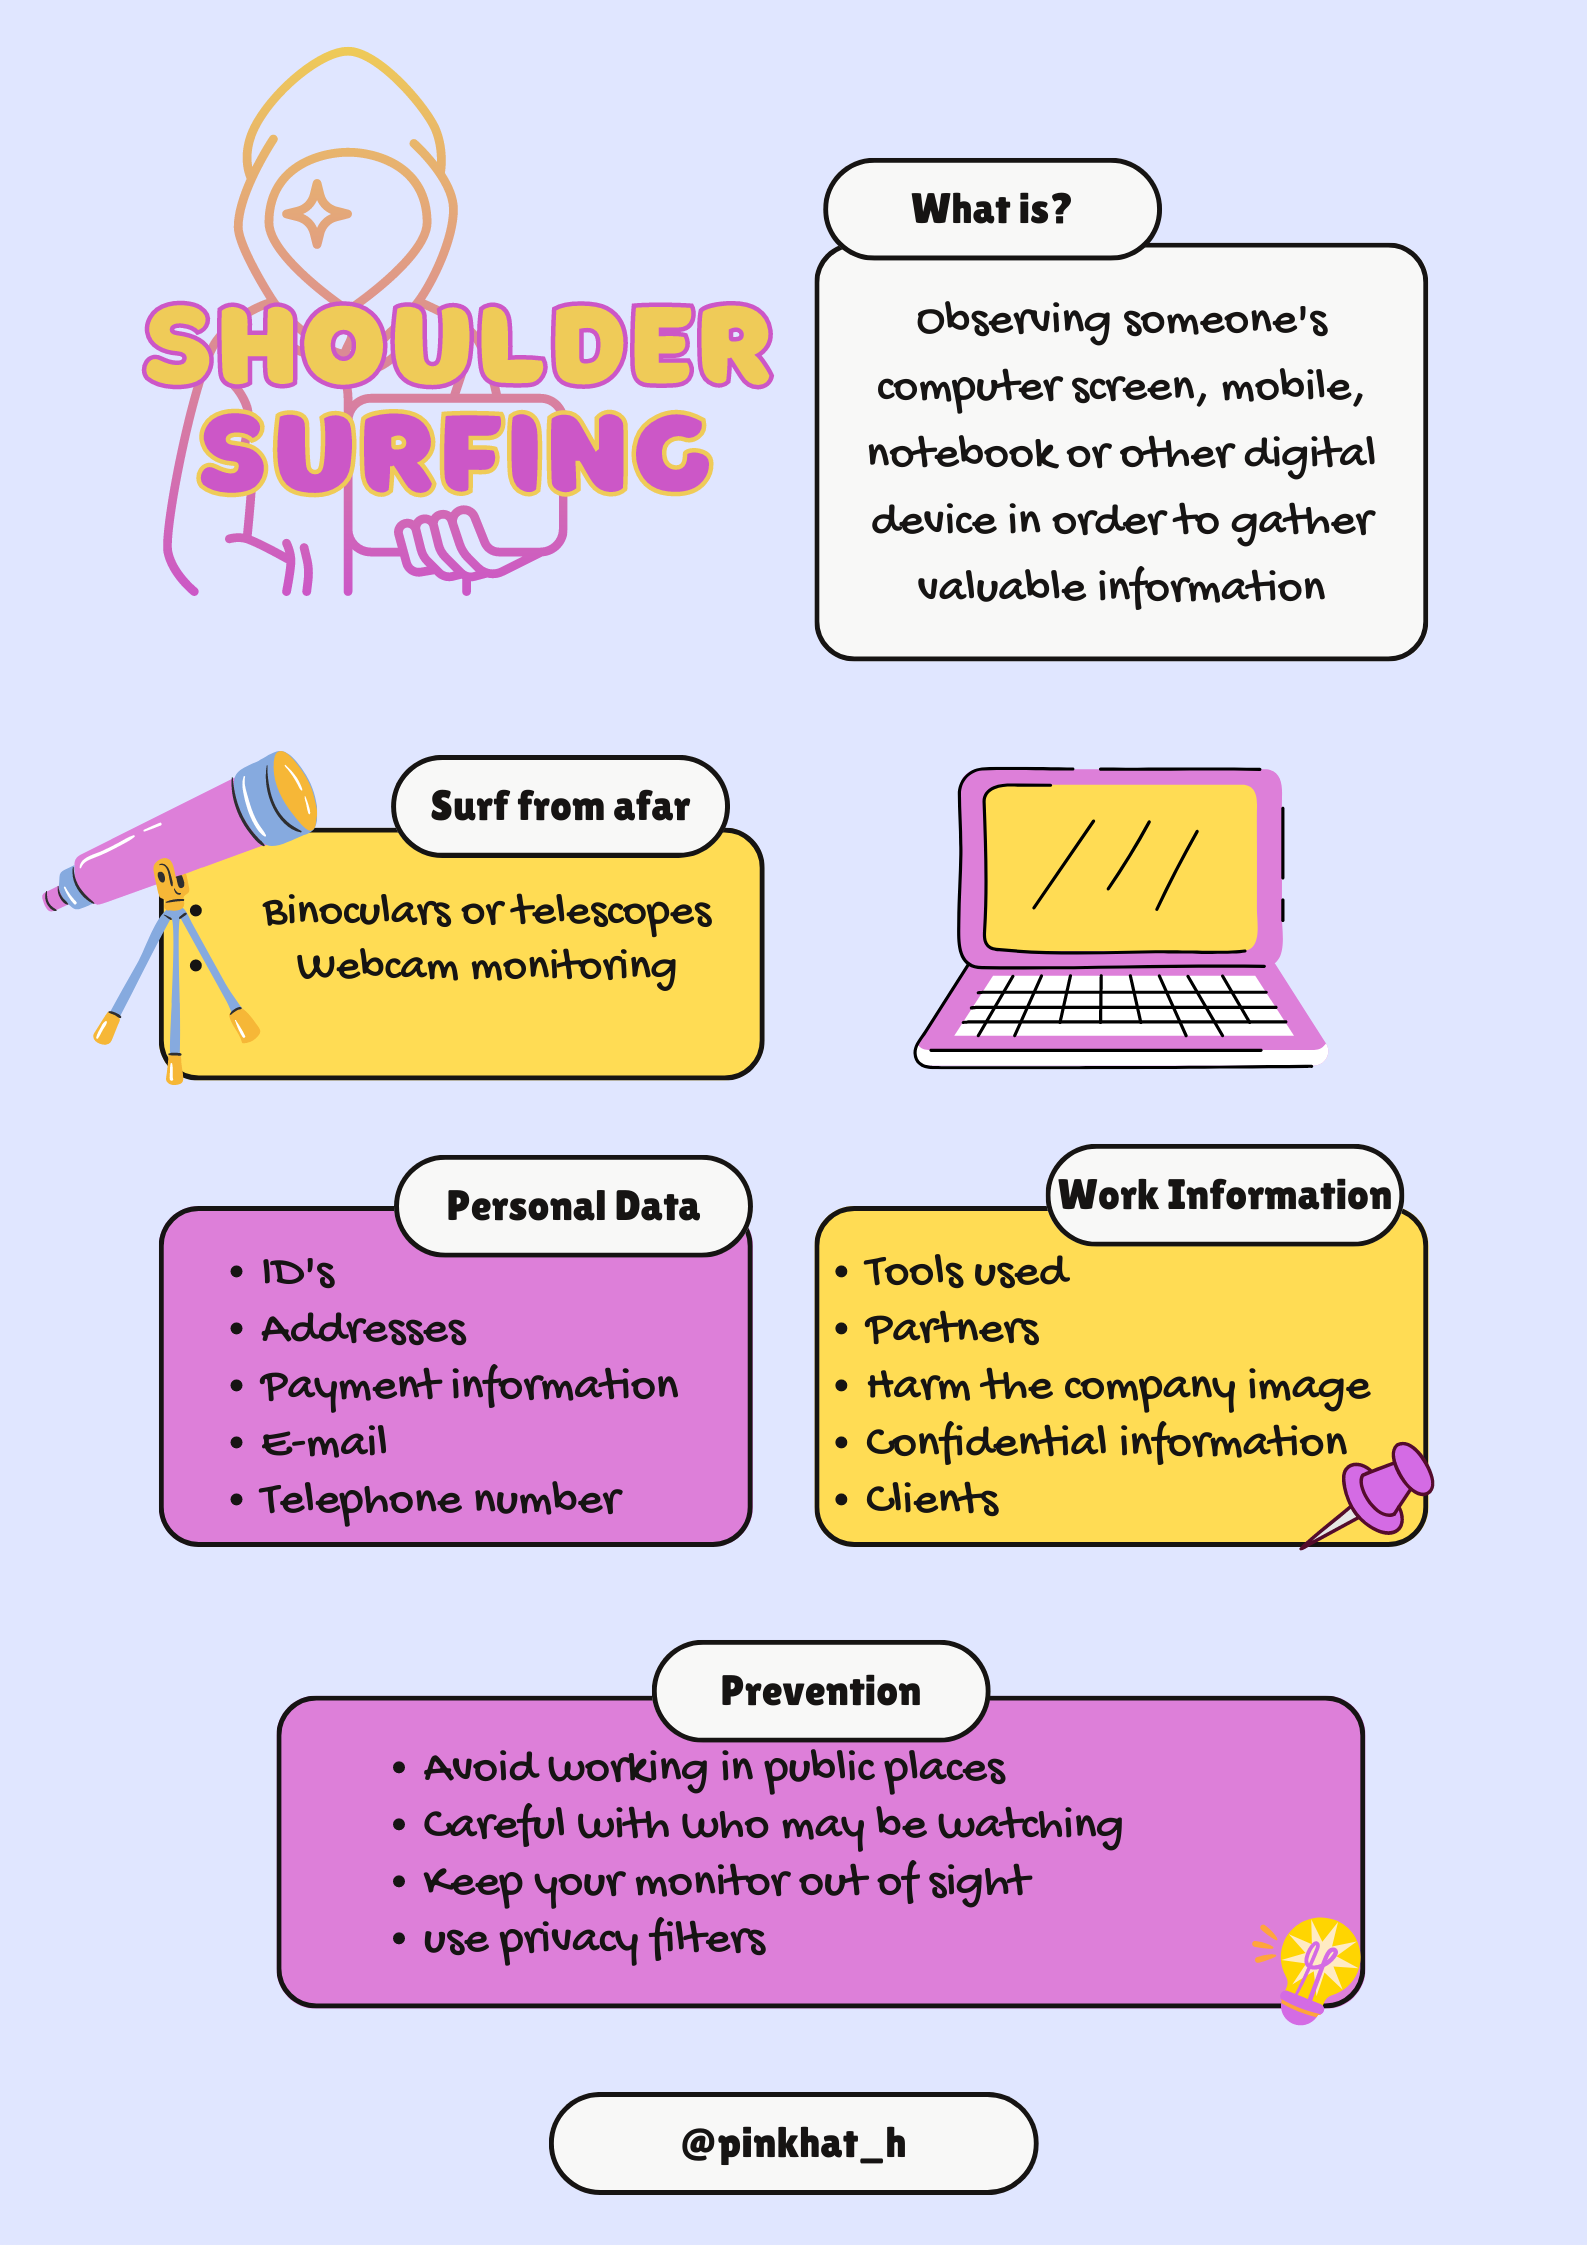 SHOULDER
SURFING
What is?
Observing someone's
computer screen, mobile,
notebook or other digital
device in order to gather
valuable information
Surf from afar
• Binoculars or telescopes
• Webcam monitoring
Personal Data
• ID's
• Addresses
• Payment information
• E-mail
• Telephone number
Work Information
• Tools used
• Partners
• Harm the company image
• Confidential information
• Clients
Prevention
• Avoid working in public places
• Careful with who may be watching
• Keep your monitor out of sight
• use privacy filters
@pinkhat_h